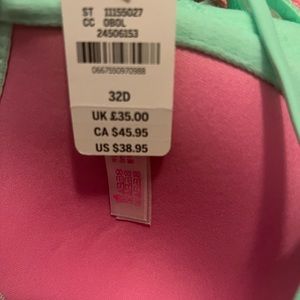 ST 11155027
CC OBOL
24506153
0667550970988
32D
UK £35.00
CA $45.95
US $38.95